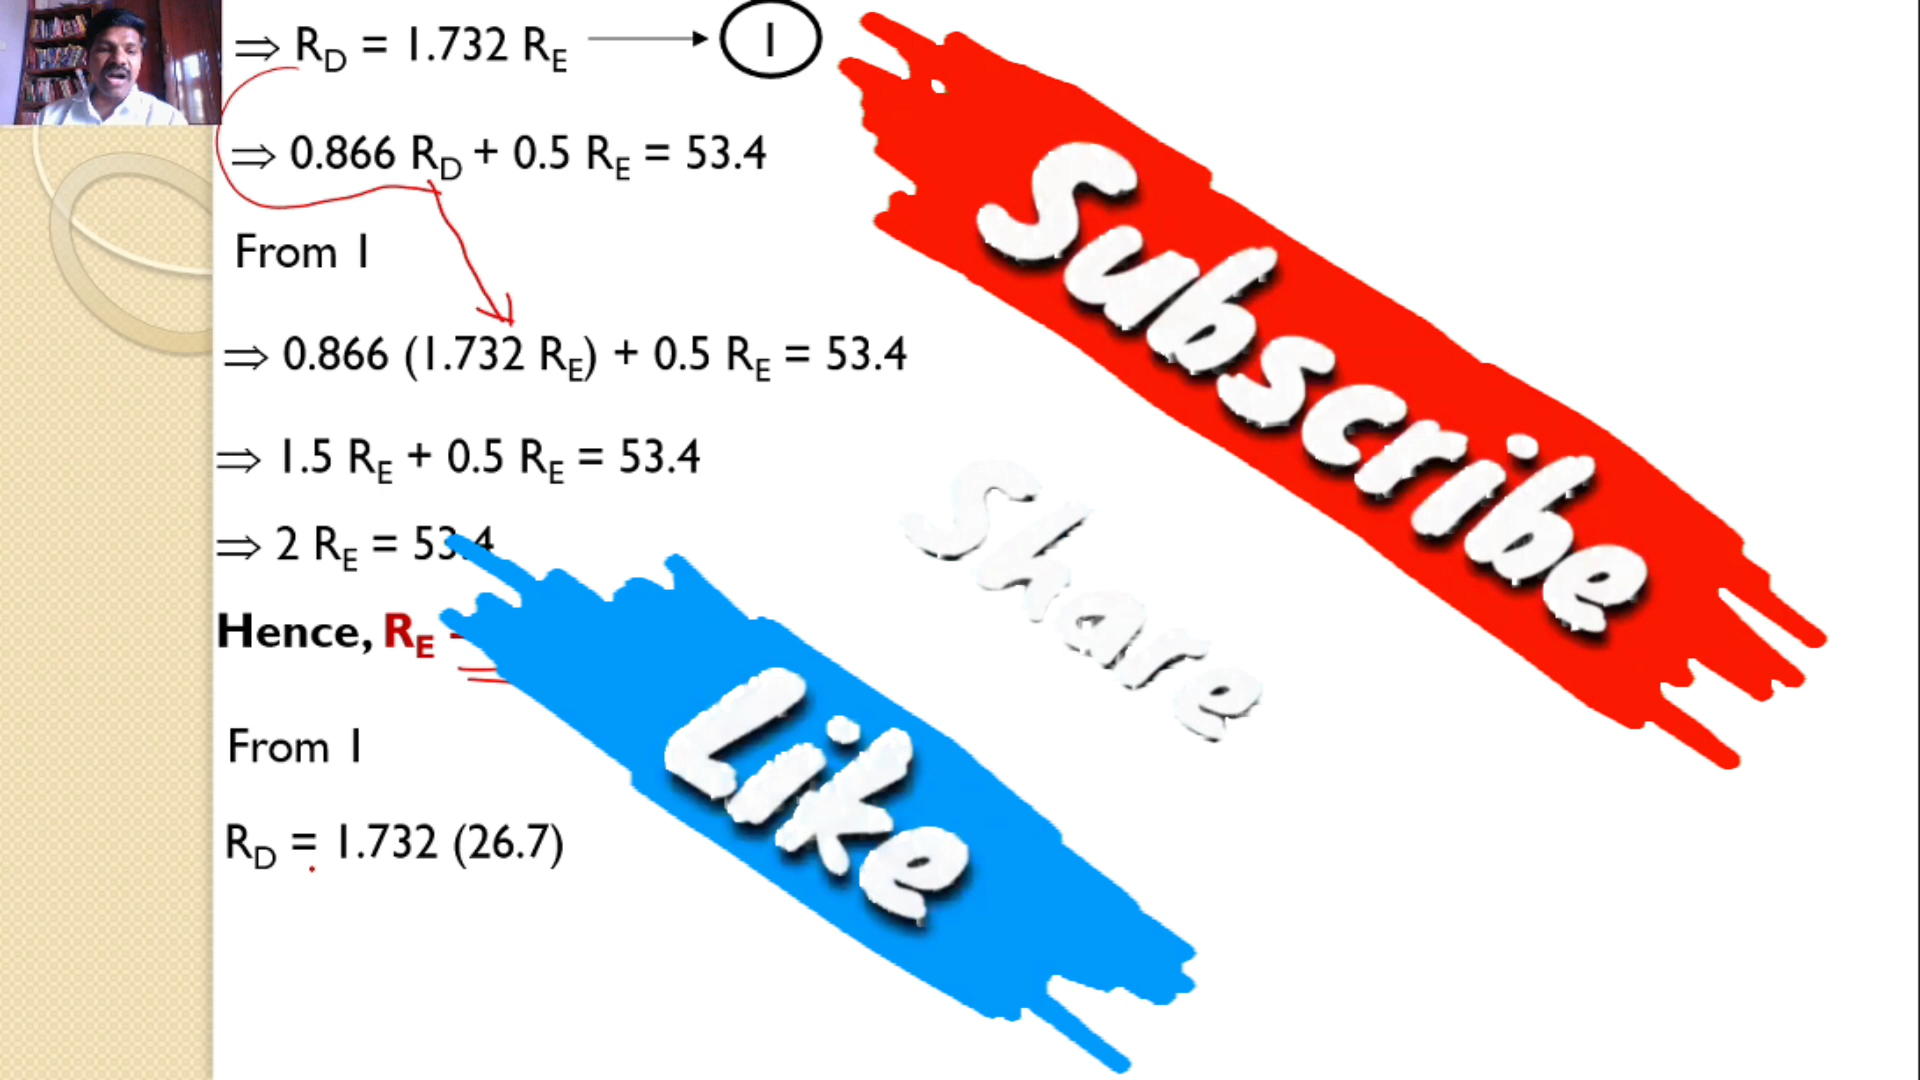 ⇒ R_D = 1.732 R_E → 1
⇒ 0.866 R_D + 0.5 R_E = 53.4
From 1
⇒ 0.866 (1.732 R_E) + 0.5 R_E = 53.4
⇒ 1.5 R_E + 0.5 R_E = 53.4
⇒ 2 R_E = 53.4
Hence, R_E
From 1
R_D = 1.732 (26.7)
Subscribe
Share
Like